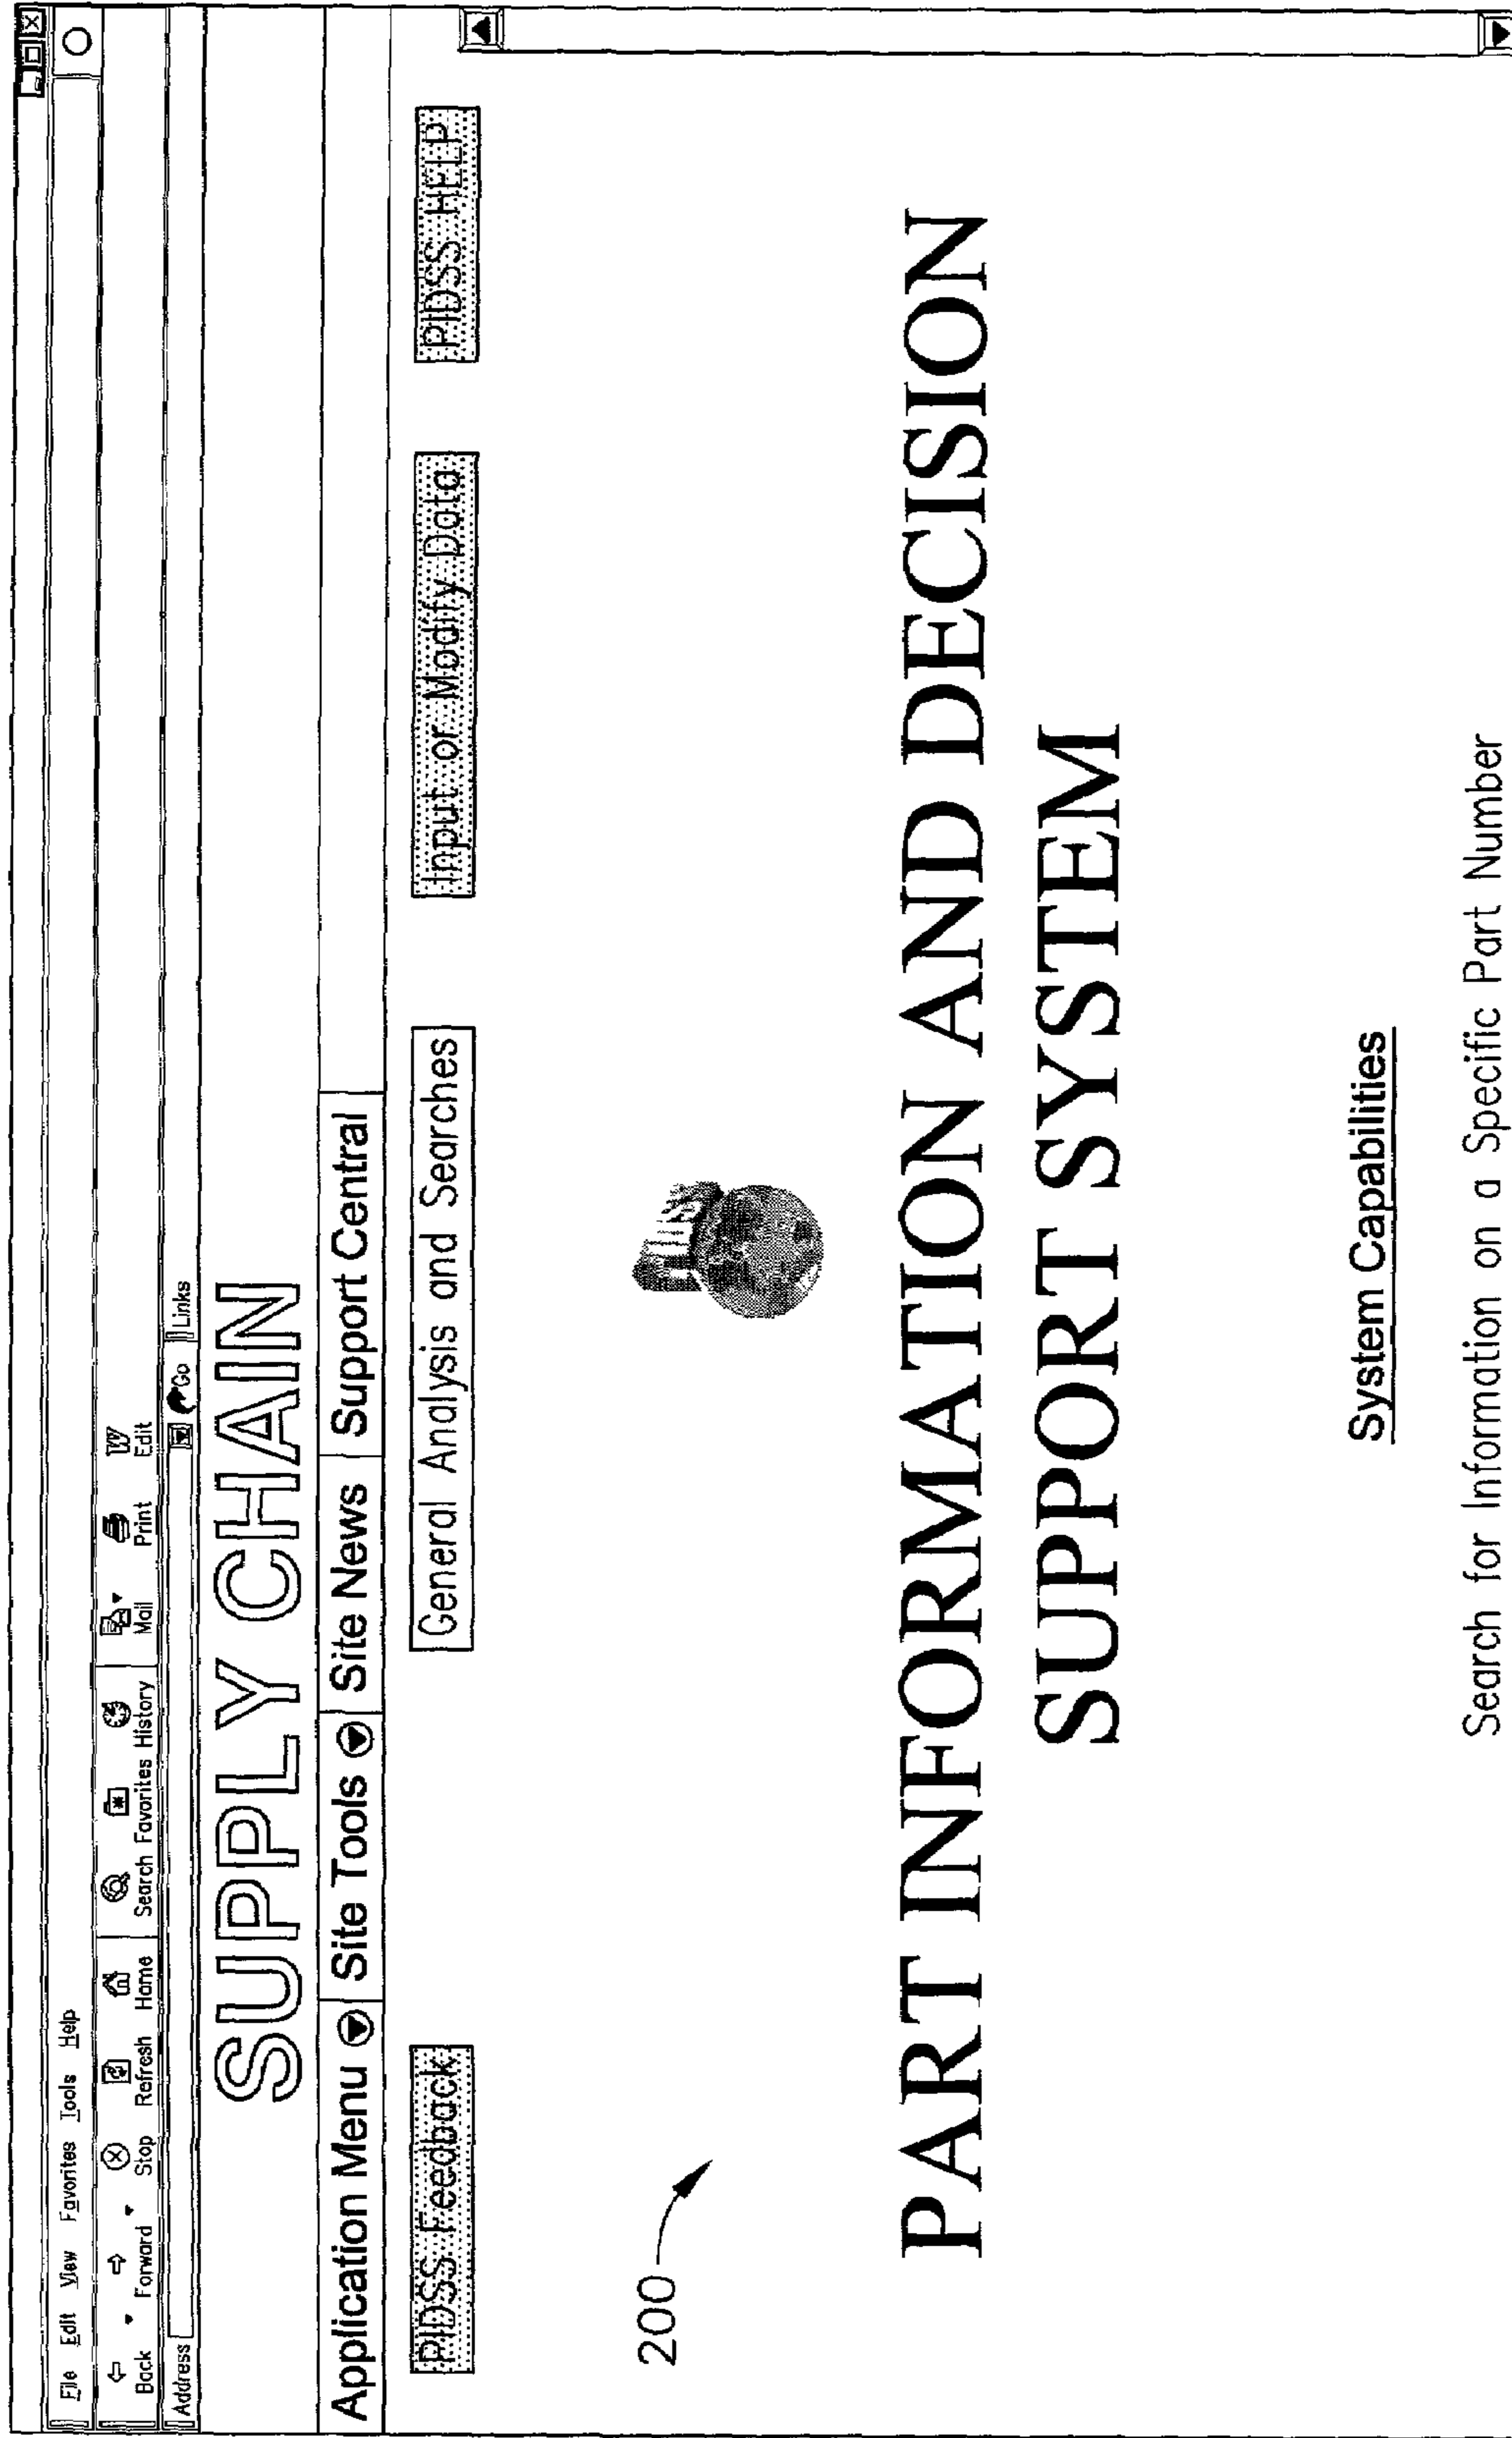 File Edit View Favorites Tools Help
Back Forward Stop Refresh Home Search Favorites History Mail Print Edit
Address Go Links
SUPPLY CHAIN
Application Menu Site Tools Site News Support Central
PIDSS Feedback General Analysis and Searches Input or Modify Data PIDSS HELP
200
PART INFORMATION AND DECISION
SUPPORT SYSTEM
System Capabilities
Search for Information on a Specific Part Number